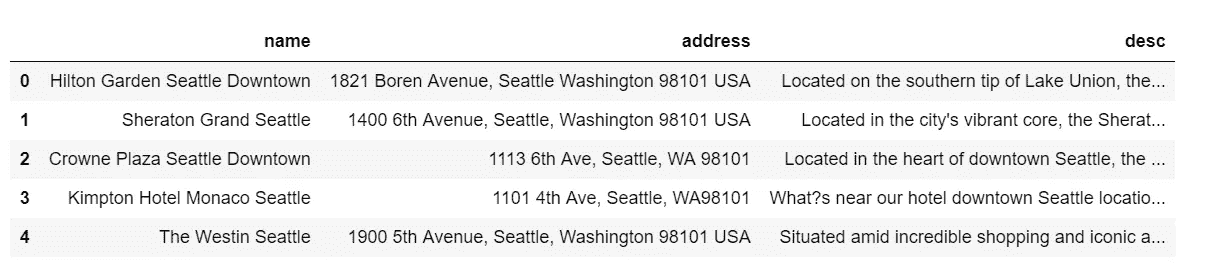 name address desc
0 Hilton Garden Seattle Downtown 1821 Boren Avenue, Seattle Washington 98101 USA Located on the southern tip of Lake Union, the...
1 Sheraton Grand Seattle 1400 6th Avenue, Seattle, Washington 98101 USA Located in the city's vibrant core, the Sherat...
2 Crowne Plaza Seattle Downtown 1113 6th Ave, Seattle, WA 98101 Located in the heart of downtown Seattle, the ...
3 Kimpton Hotel Monaco Seattle 1101 4th Ave, Seattle, WA98101 What?s near our hotel downtown Seattle locatio...
4 The Westin Seattle 1900 5th Avenue, Seattle, Washington 98101 USA Situated amid incredible shopping and iconic a...